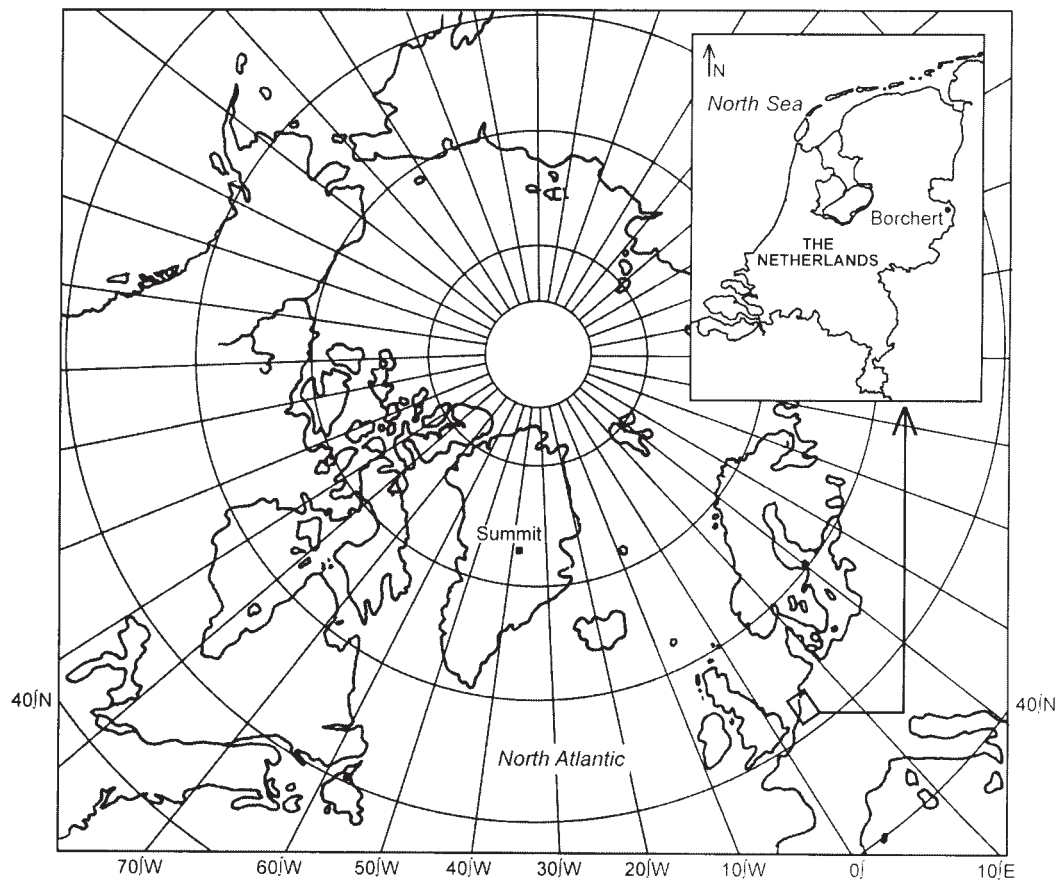 N
North Sea
Borchert
THE
NETHERLANDS
Summit
40∫N
40∫N
North Atlantic
70∫W
60∫W
50∫W
40∫W
30∫W
20∫W
10∫W
0∫
10∫E